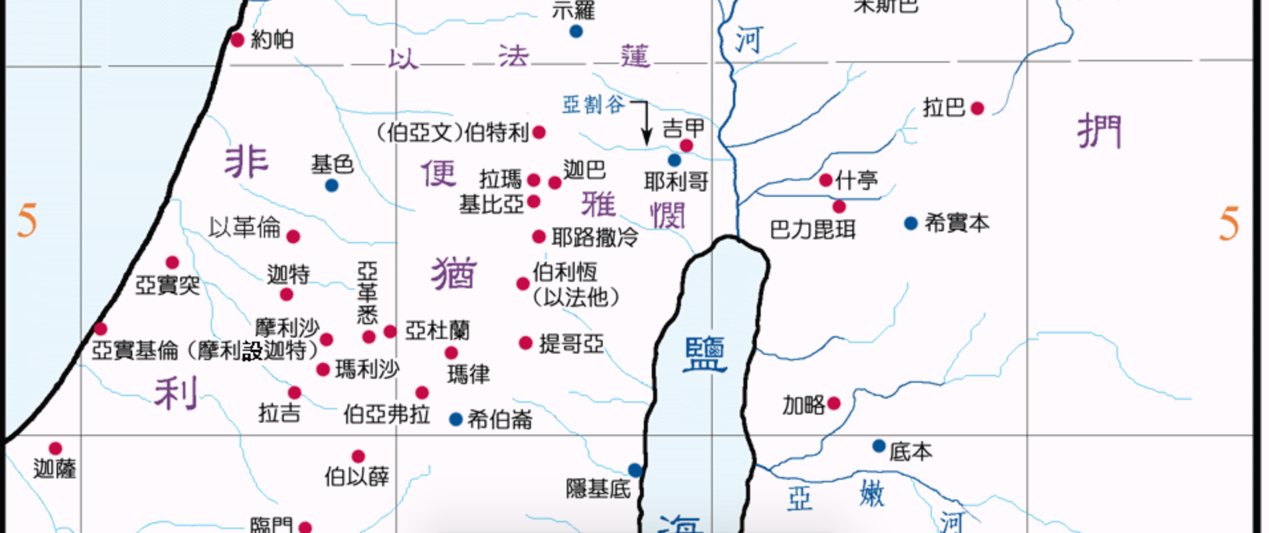 示羅
米斯巴
約帕
河
以法蓮
亞割谷
拉巴
(伯亞文)伯特利
吉甲
捫
非
基色
便
拉瑪
迦巴
耶利哥
什亭
基比亞
雅
憫
5
以革倫
耶路撒冷
巴力毘珥
希實本
5
亞實突
迦特
亞革悉
猶
伯利恆
(以法他)
摩利沙
亞杜蘭
提哥亞
鹽
亞實基倫(摩利設迦特)
瑪利沙
瑪律
利
拉吉
伯亞弗拉
希伯崙
加略
底本
迦薩
伯以薛
隱基底
亞嫩河
臨門
海